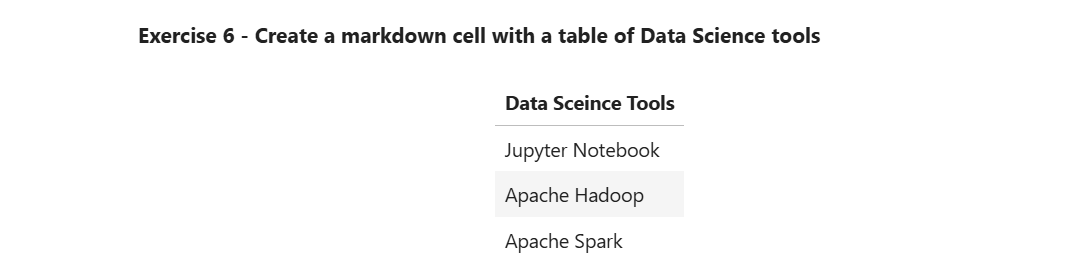 Exercise 6 - Create a markdown cell with a table of Data Science tools
Data Sceince Tools
Jupyter Notebook
Apache Hadoop
Apache Spark